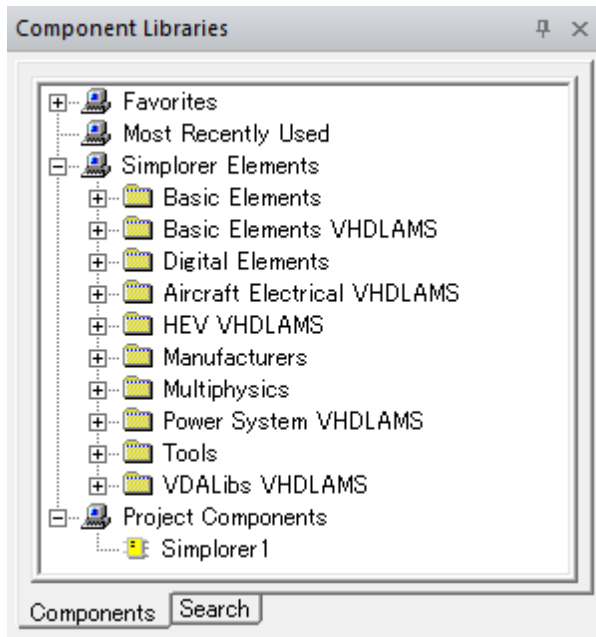 Component Libraries
Favorites
Most Recently Used
Simplorer Elements
Basic Elements
Basic Elements VHDLAMS
Digital Elements
Aircraft Electrical VHDLAMS
HEV VHDLAMS
Manufacturers
Multiphysics
Power System VHDLAMS
Tools
VDALibs VHDLAMS
Project Components
Simplorer1
Components Search